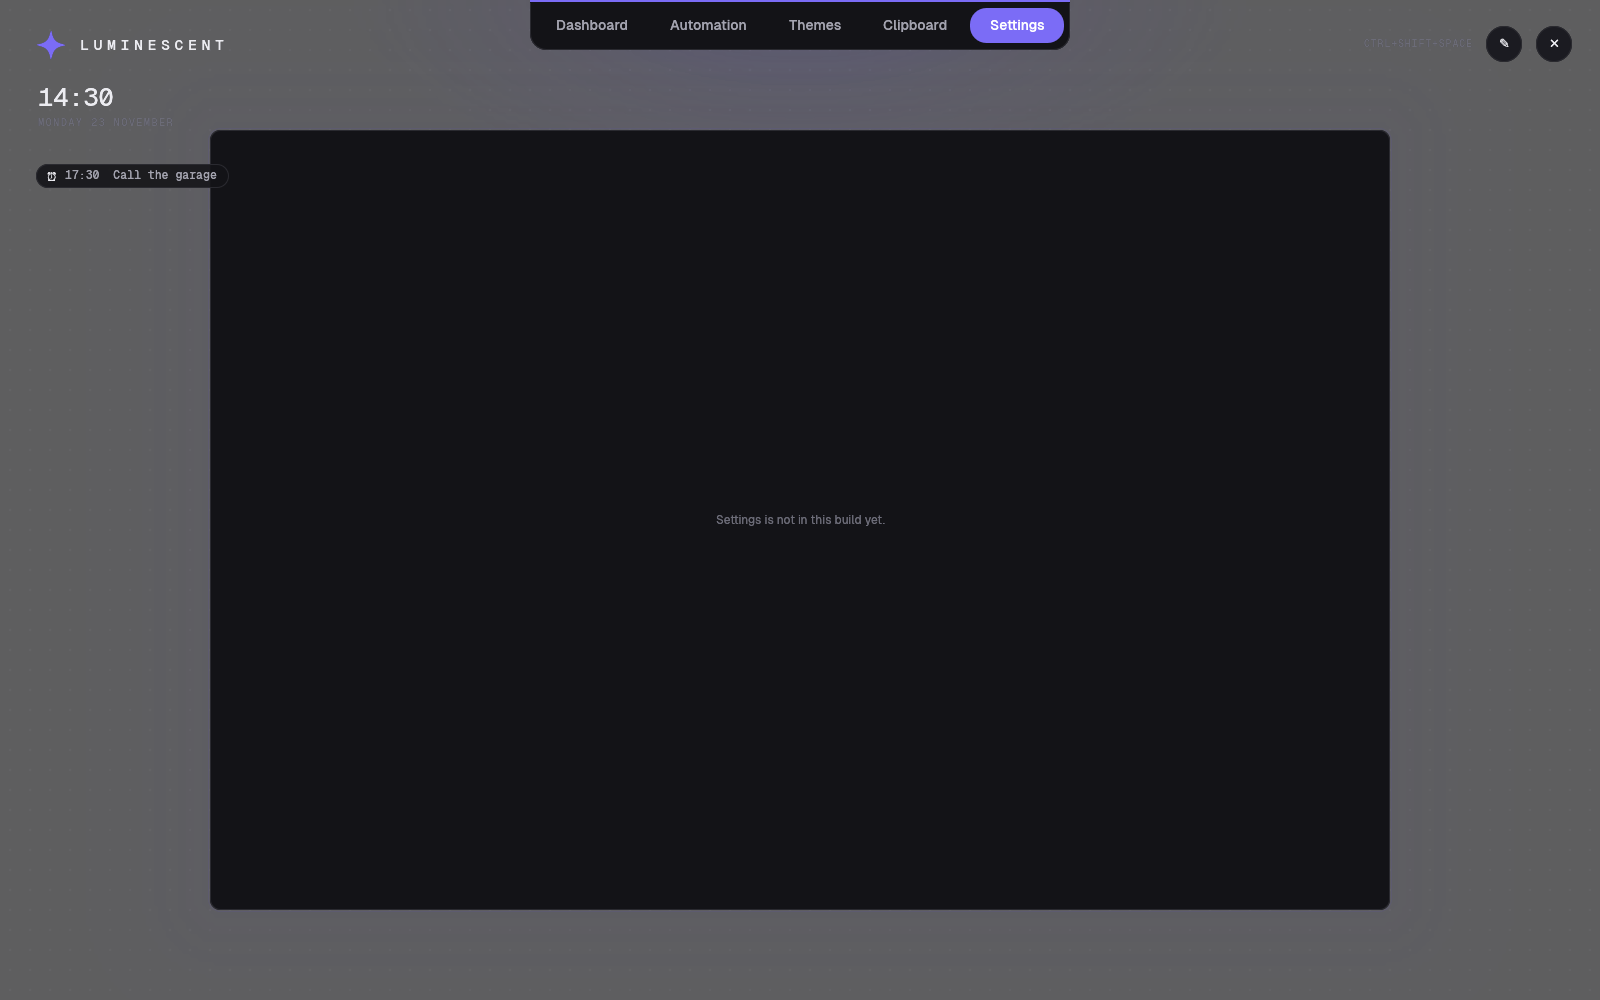 Dashboard Automation Themes Clipboard Settings
LUMINESCENT
CTRL+SHIFT+SPACE
14:30
MONDAY 23 NOVEMBER
17:30 Call the garage
Settings is not in this build yet.